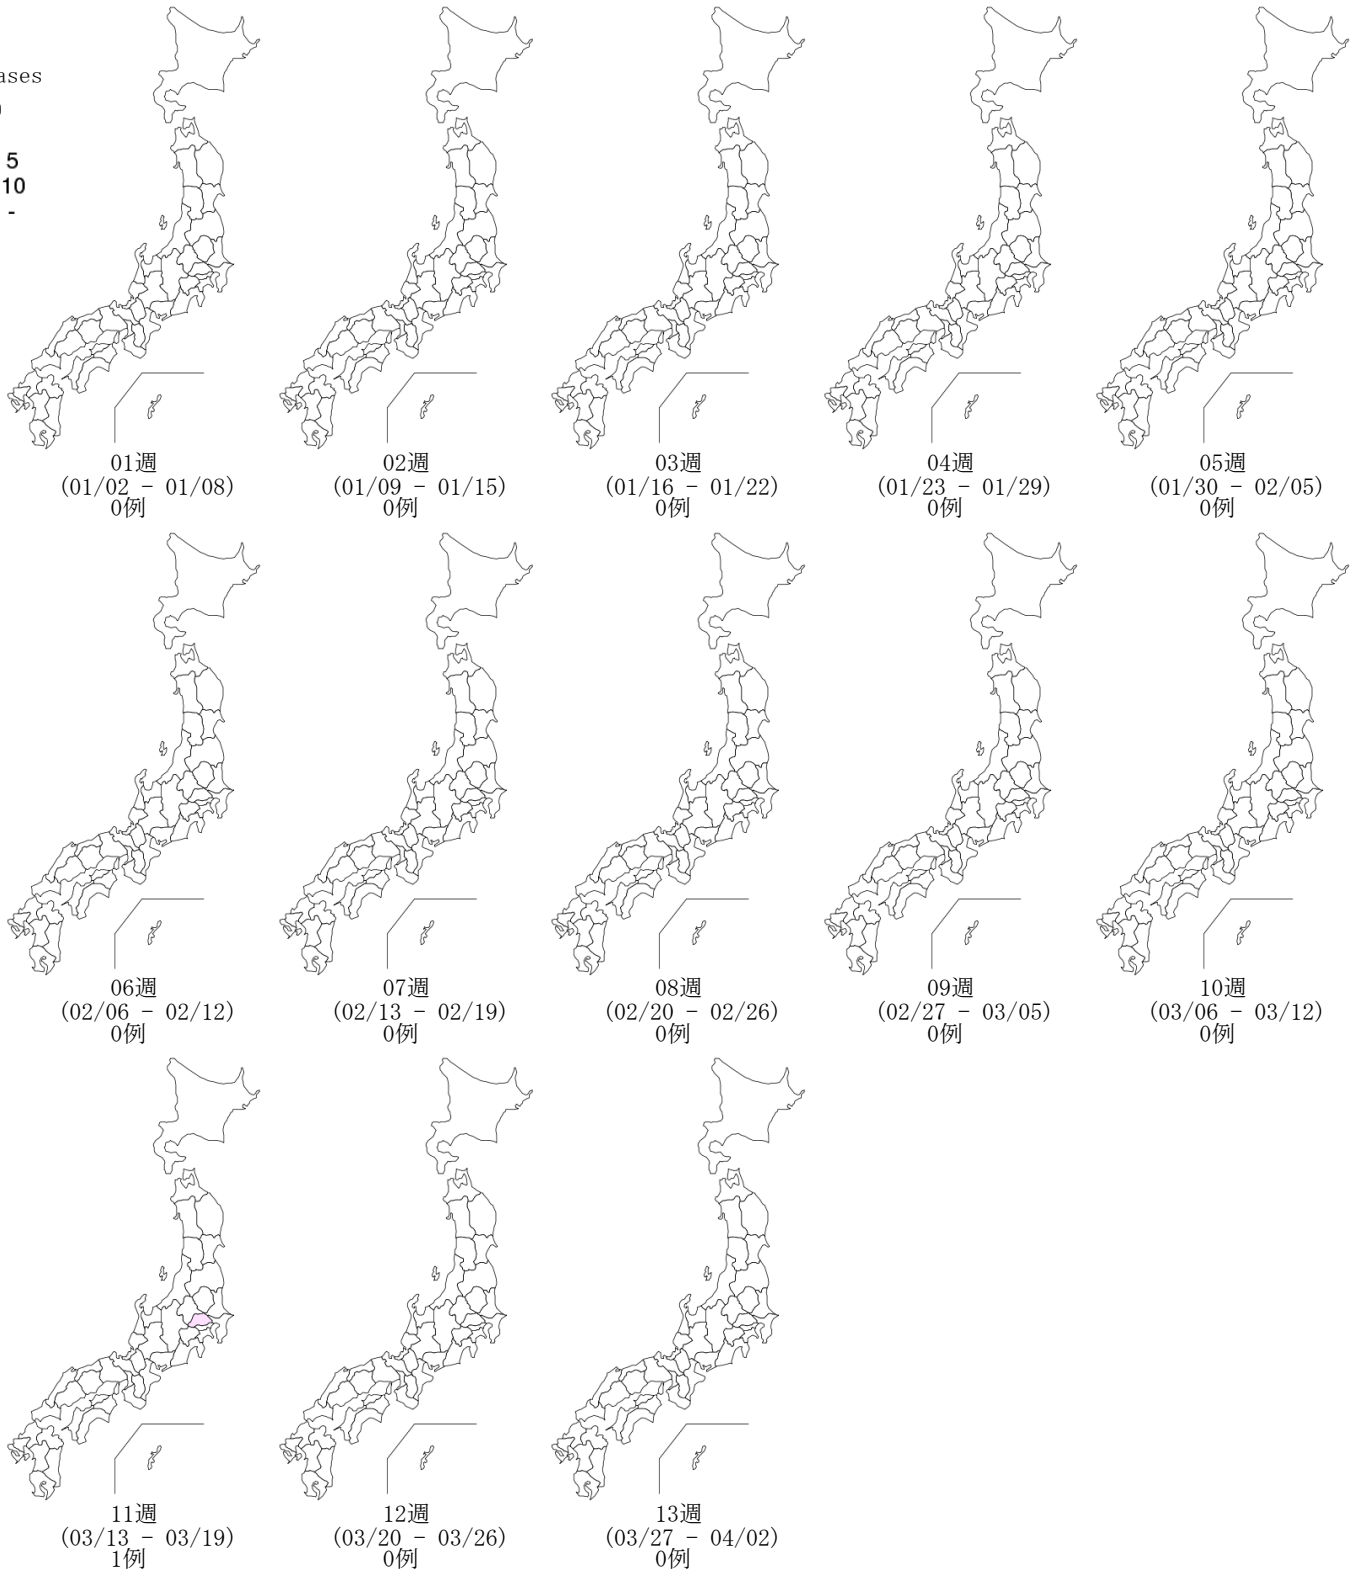 ases
5
10
-
01週
(01/02 - 01/08)
0例
02週
(01/09 - 01/15)
0例
03週
(01/16 - 01/22)
0例
04週
(01/23 - 01/29)
0例
05週
(01/30 - 02/05)
0例
06週
(02/06 - 02/12)
0例
07週
(02/13 - 02/19)
0例
08週
(02/20 - 02/26)
0例
09週
(02/27 - 03/05)
0例
10週
(03/06 - 03/12)
0例
11週
(03/13 - 03/19)
1例
12週
(03/20 - 03/26)
0例
13週
(03/27 - 04/02)
0例